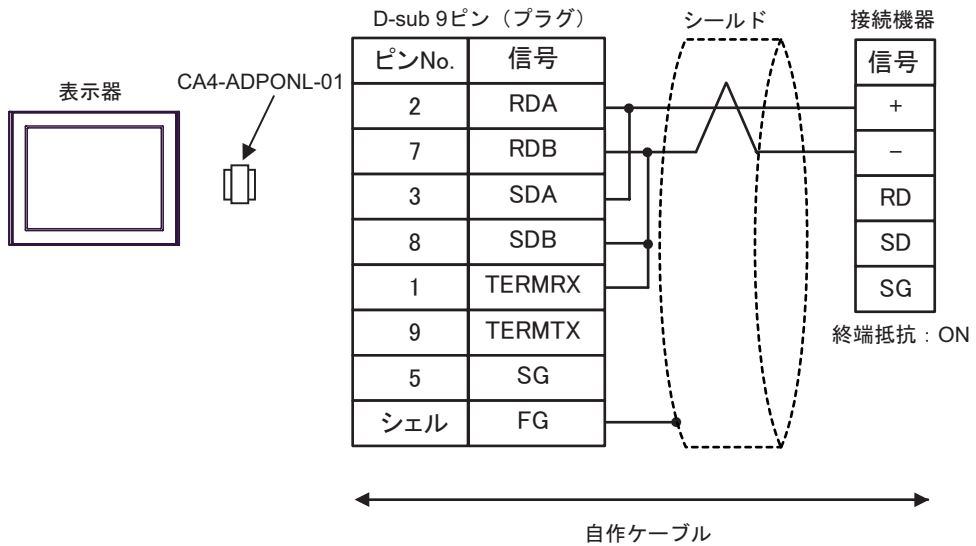 D-sub 9ピン（プラグ）
シールド
接続機器
表示器
CA4-ADPONL-01
ピンNo. 信号
2 RDA
7 RDB
3 SDA
8 SDB
1 TERMRX
9 TERMTX
5 SG
シェル FG
信号
+
−
RD
SD
SG
終端抵抗：ON
自作ケーブル